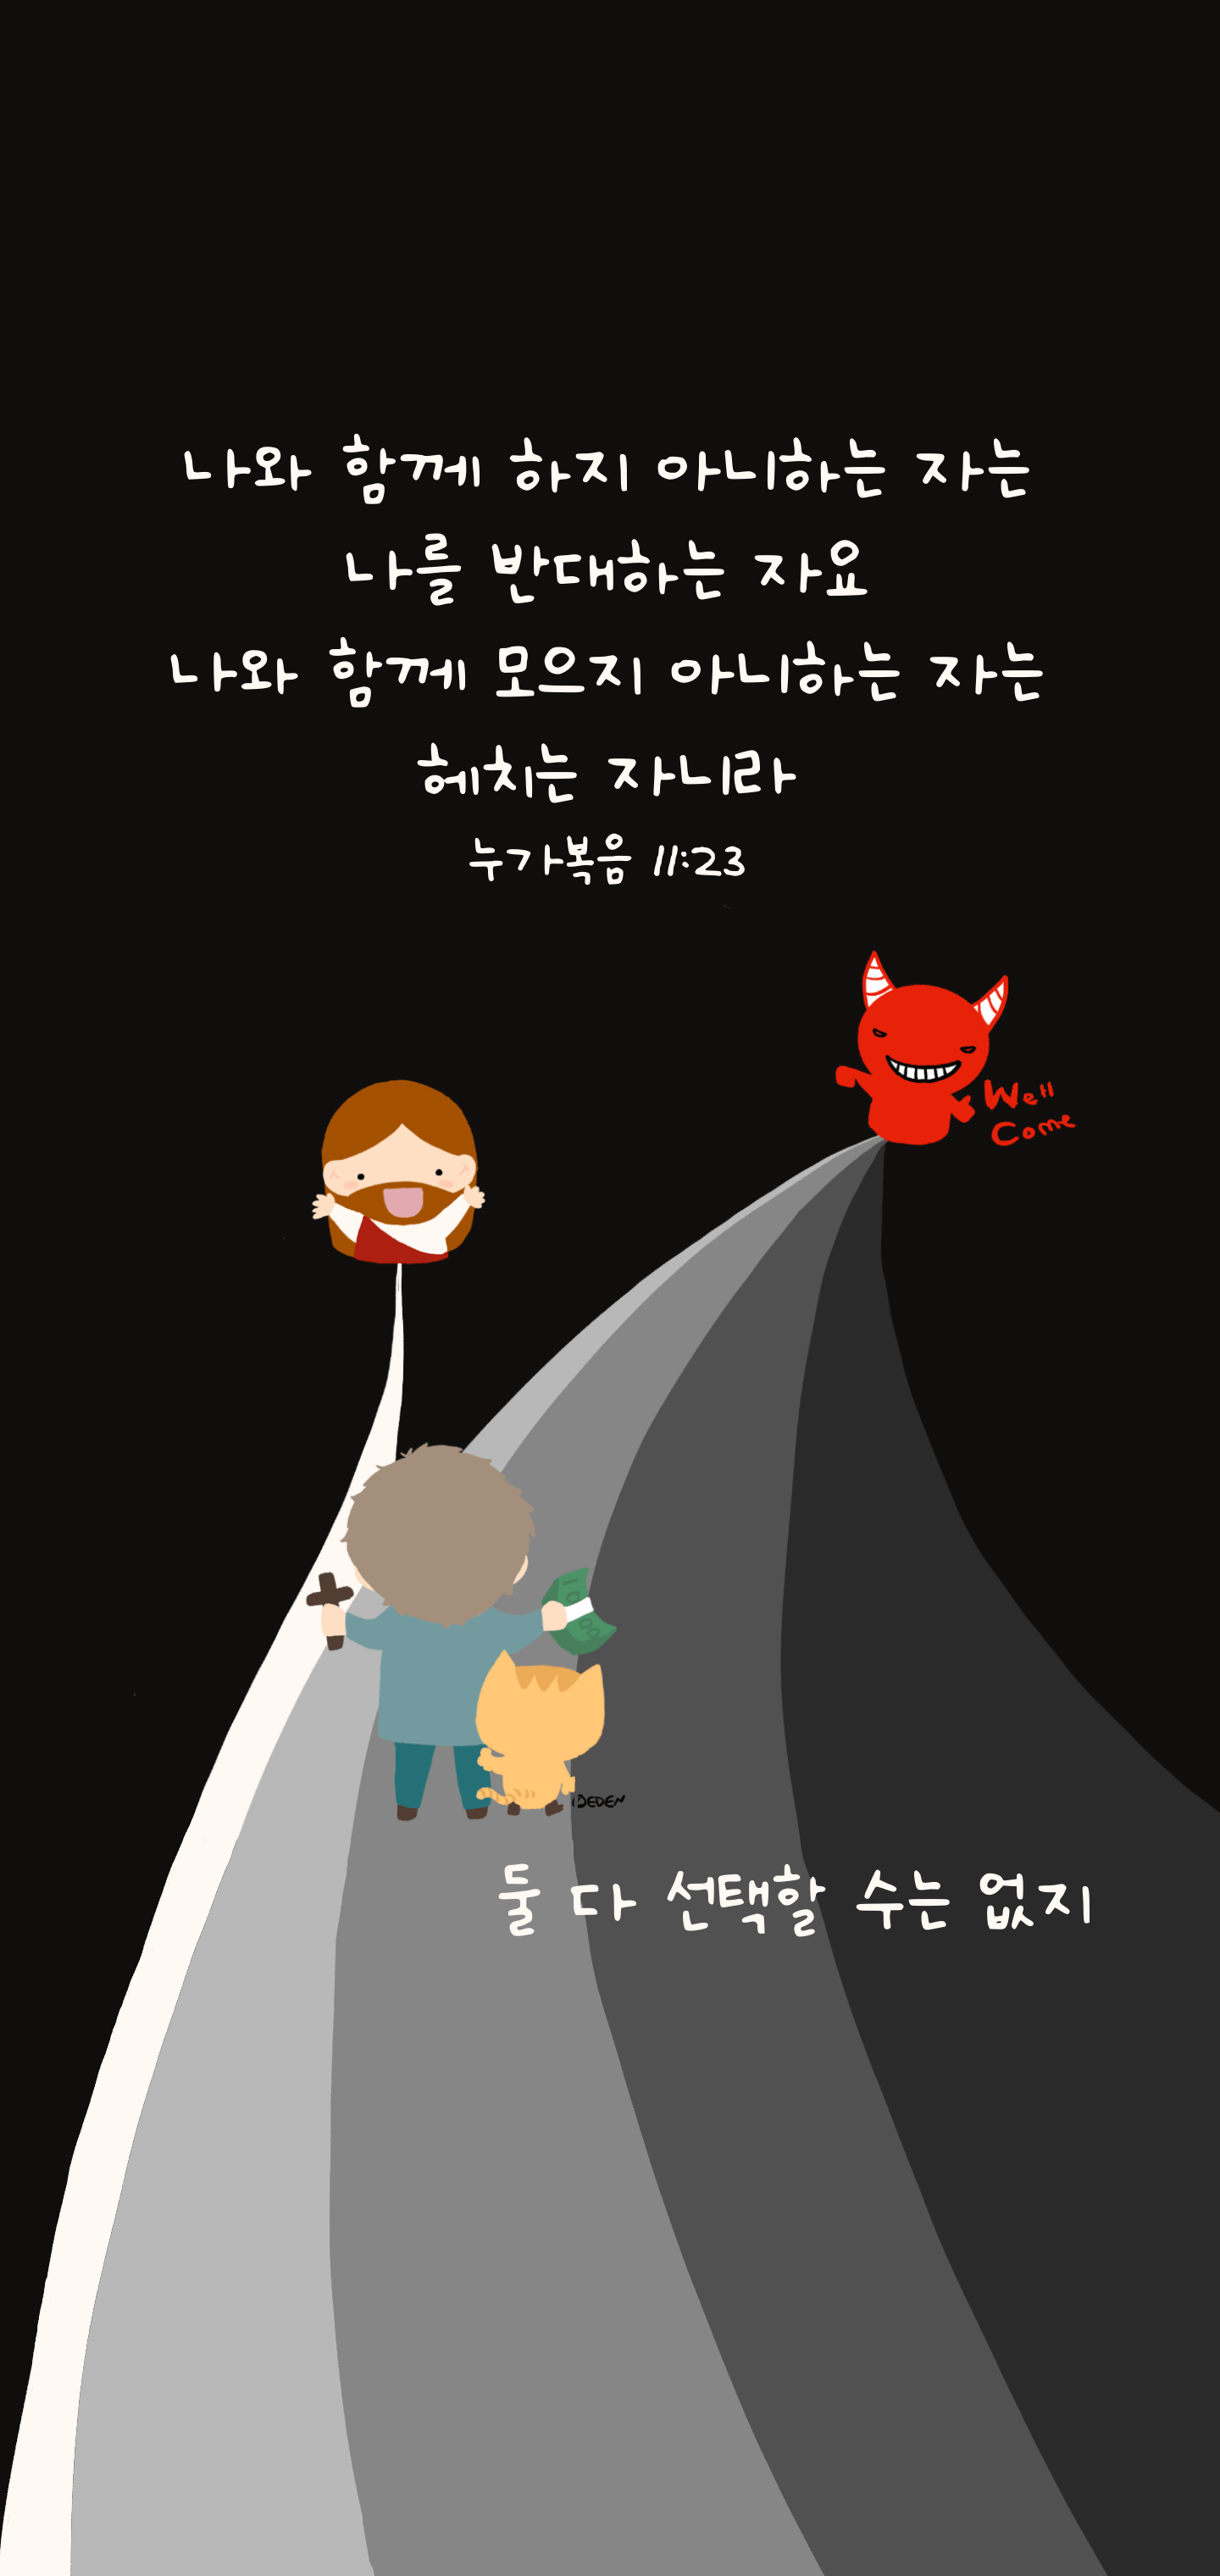 나와 함께 하지 아니하는 자는
나를 반대하는 자요
나와 함께 모으지 아니하는 자는
헤치는 자니라
누가복음 11:23
Well
Come
DEDEN
둘 다 선택할 수는 없지